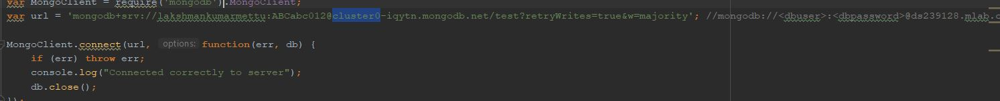 var MongoClient = require('mongodb').MongoClient;
var url = 'mongodb+srv://lakshmankumarmettu:ABCabc012@cluster0-iqytn.mongodb.net/test?retryWrites=true&w=majority'; //mongodb://<dbuser>:<dbpassword>@ds239128.mlab.c
MongoClient.connect(url, options: function(err, db) {
if (err) throw err;
console.log("Connected correctly to server");
db.close();
});